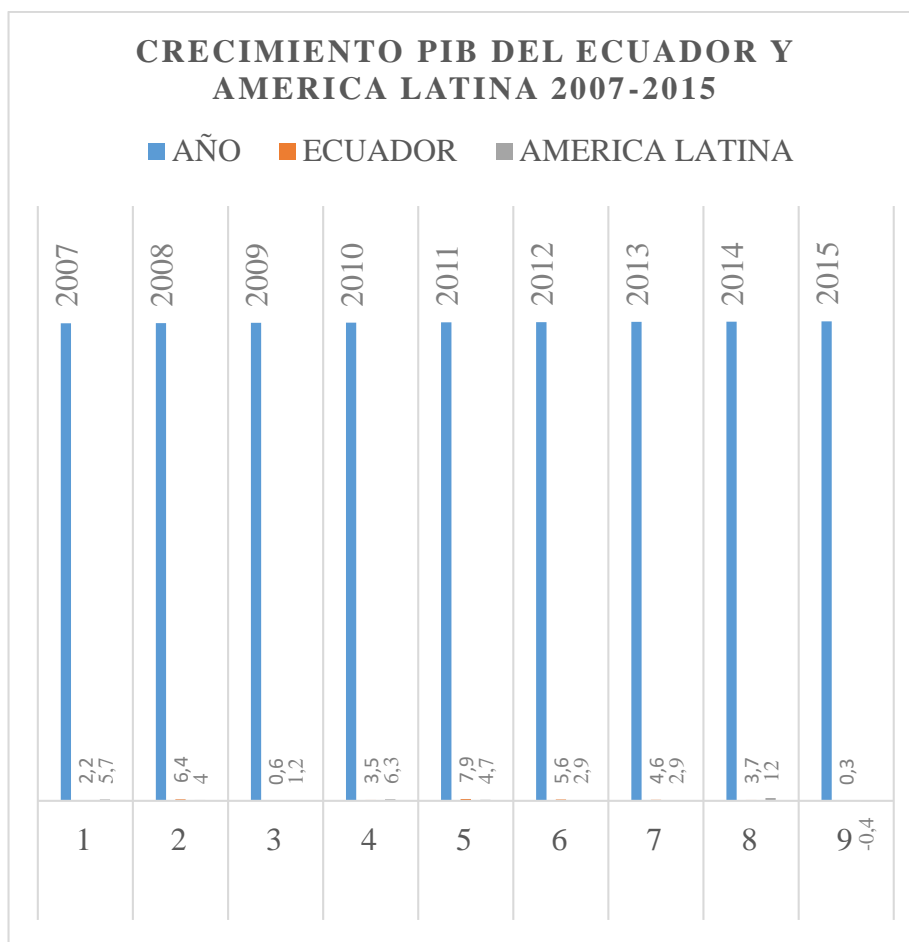 CRECIMIENTO PIB DEL ECUADOR Y
AMERICA LATINA 2007-2015
AÑO ECUADOR AMERICA LATINA
2007 2008 2009 2010 2011 2012 2013 2014 2015
2,2 6,4 0,6 3,5 7,9 5,6 4,6 3,7 0,3
5,7 4 1,2 6,3 4,7 2,9 2,9 12
1 2 3 4 5 6 7 8 9 -0,4